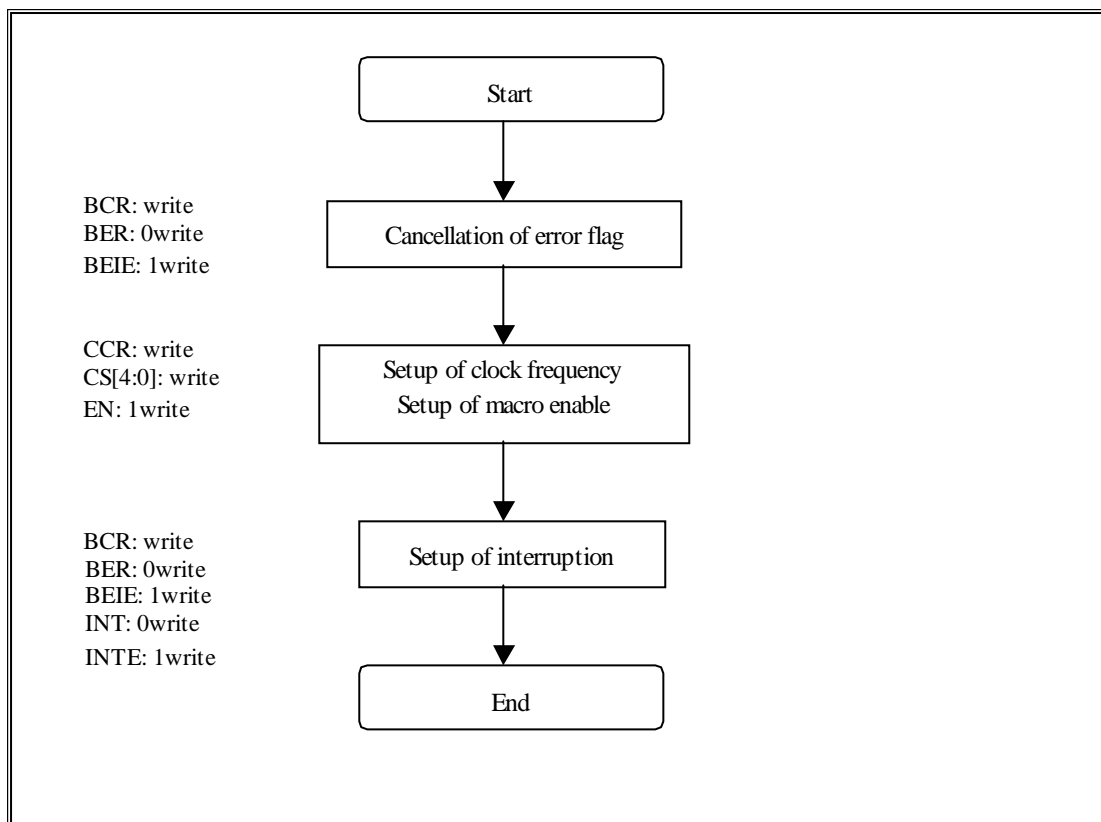 Start
BCR: write
BER: 0write
BEIE: 1write
Cancellation of error flag
CCR: write
CS[4:0]: write
EN: 1write
Setup of clock frequency
Setup of macro enable
BCR: write
BER: 0write
BEIE: 1write
INT: 0write
INTE: 1write
Setup of interruption
End